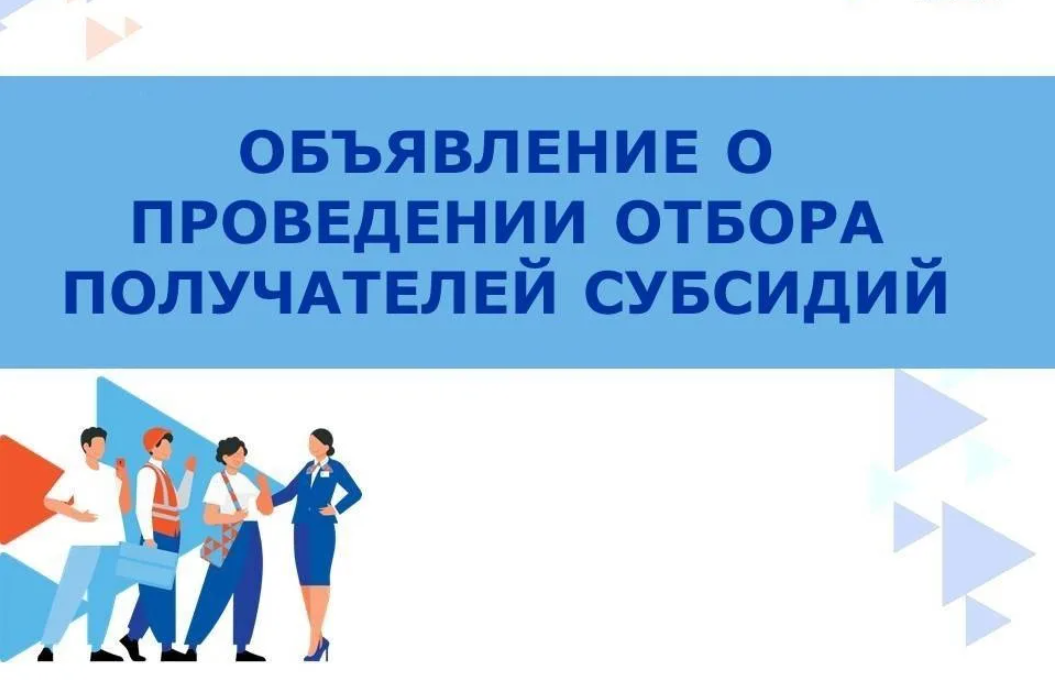 ОБЪЯВЛЕНИЕ О
ПРОВЕДЕНИИ ОТБОРА
ПОЛУЧАТЕЛЕЙ СУБСИДИЙ